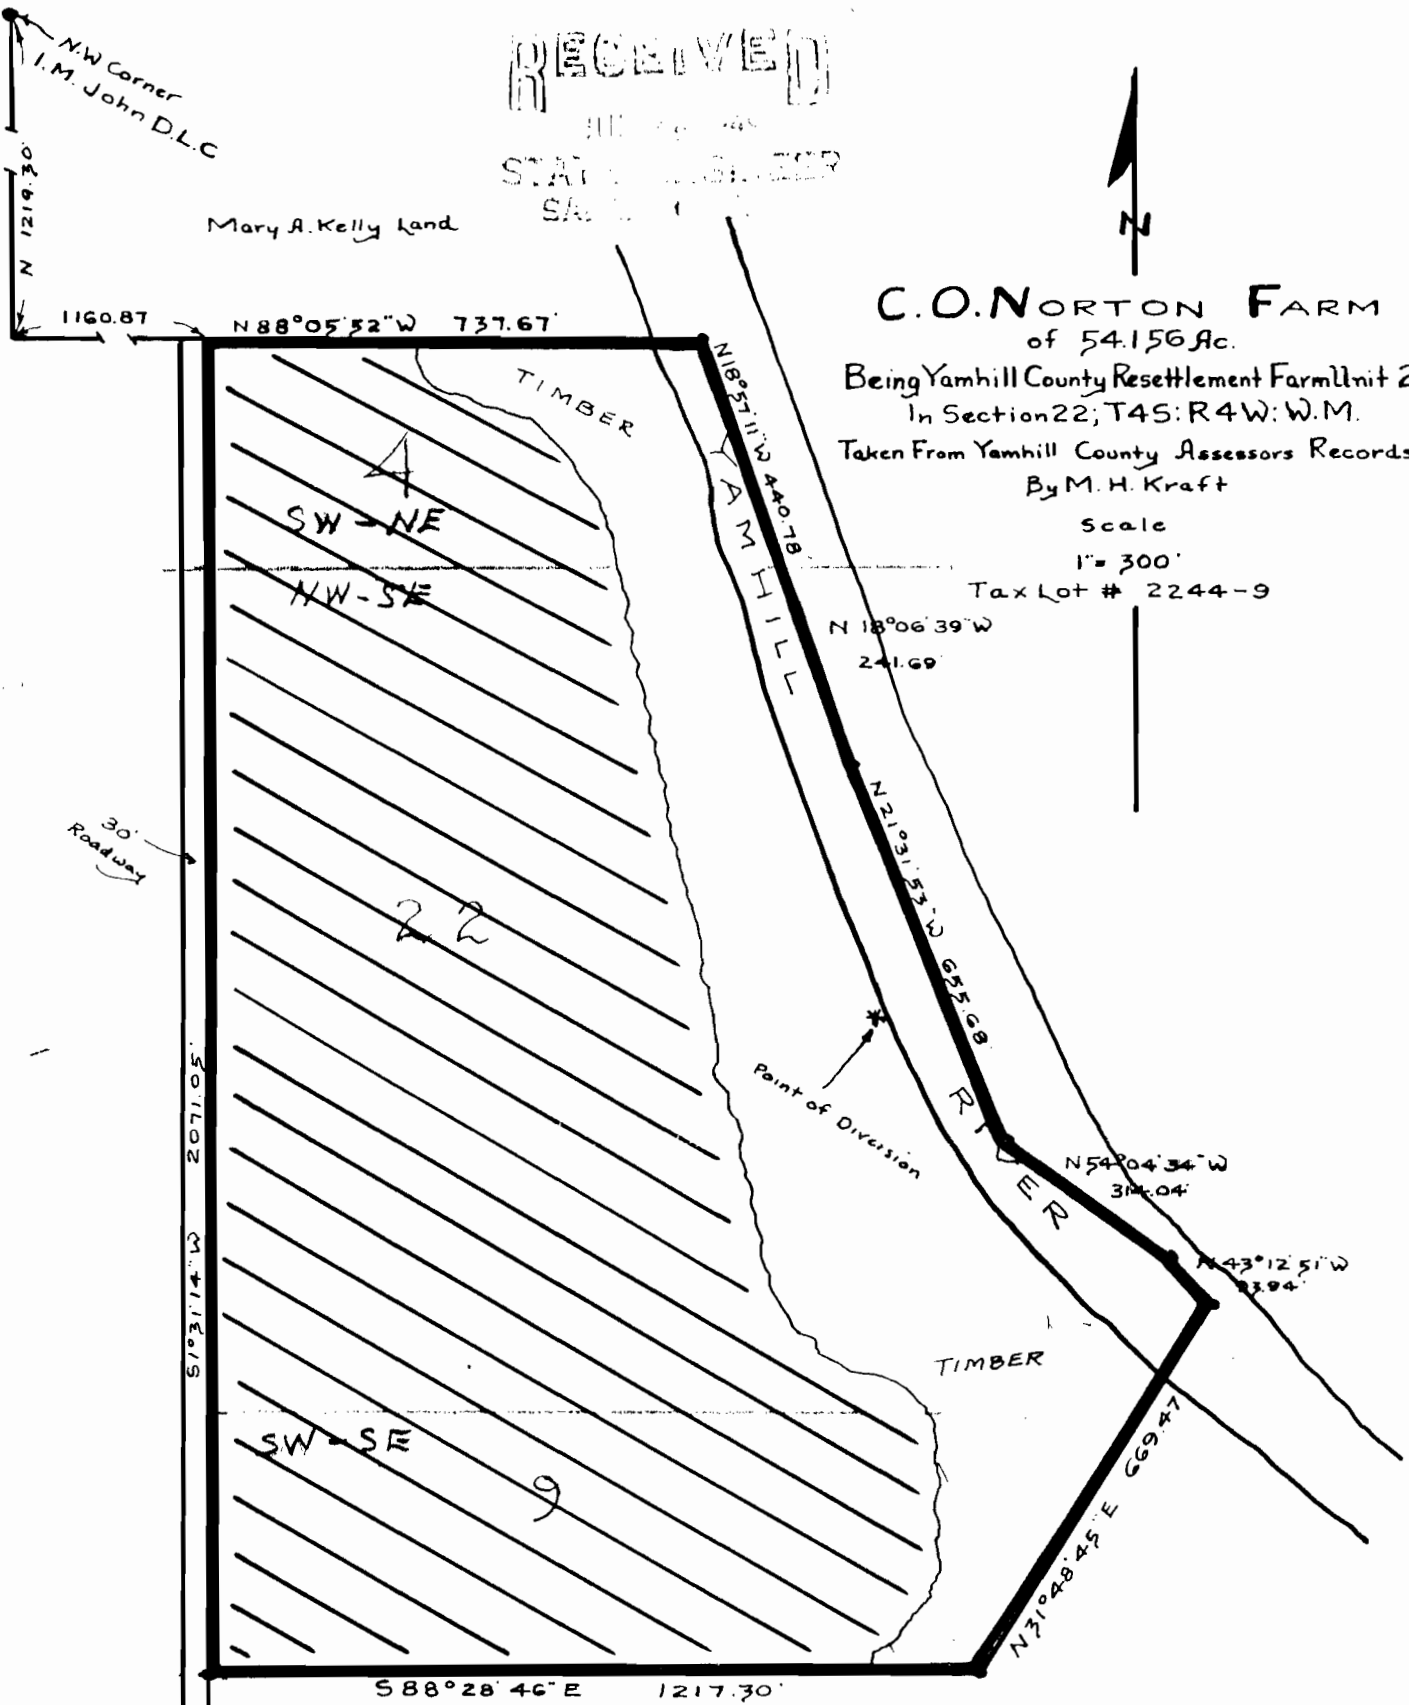 RECEIVED
N.W Corner
I.M. John D.L.C
N 1219.30'
Mary A. Kelly Land
N
1160.87
N88°05'52"W 737.67'
C.O. NORTON FARM
of 54.156 Ac.
Being Yamhill County Resettlement Farm Unit 2
In Section 22; T4S: R4W: W.M.
Taken From Yamhill County Assessors Records
By M. H. Kraft
Scale
1"= 300'
Tax Lot # 2244-9
TIMBER
N18°57'11"W 440.78
YAMHILL
4
SW-NE
NW-SE
N 18°06'39"W
241.69'
N21°31'53"W 655.68'
30'
Roadway
22
Point of Division
RIVER
N54°04'34"W
314.04'
N43°12'51"W
S1°31'14"W 2071.05'
TIMBER
SW-SE
9
N31°48'45"E 669.47
S88°28'46"E 1217.30'